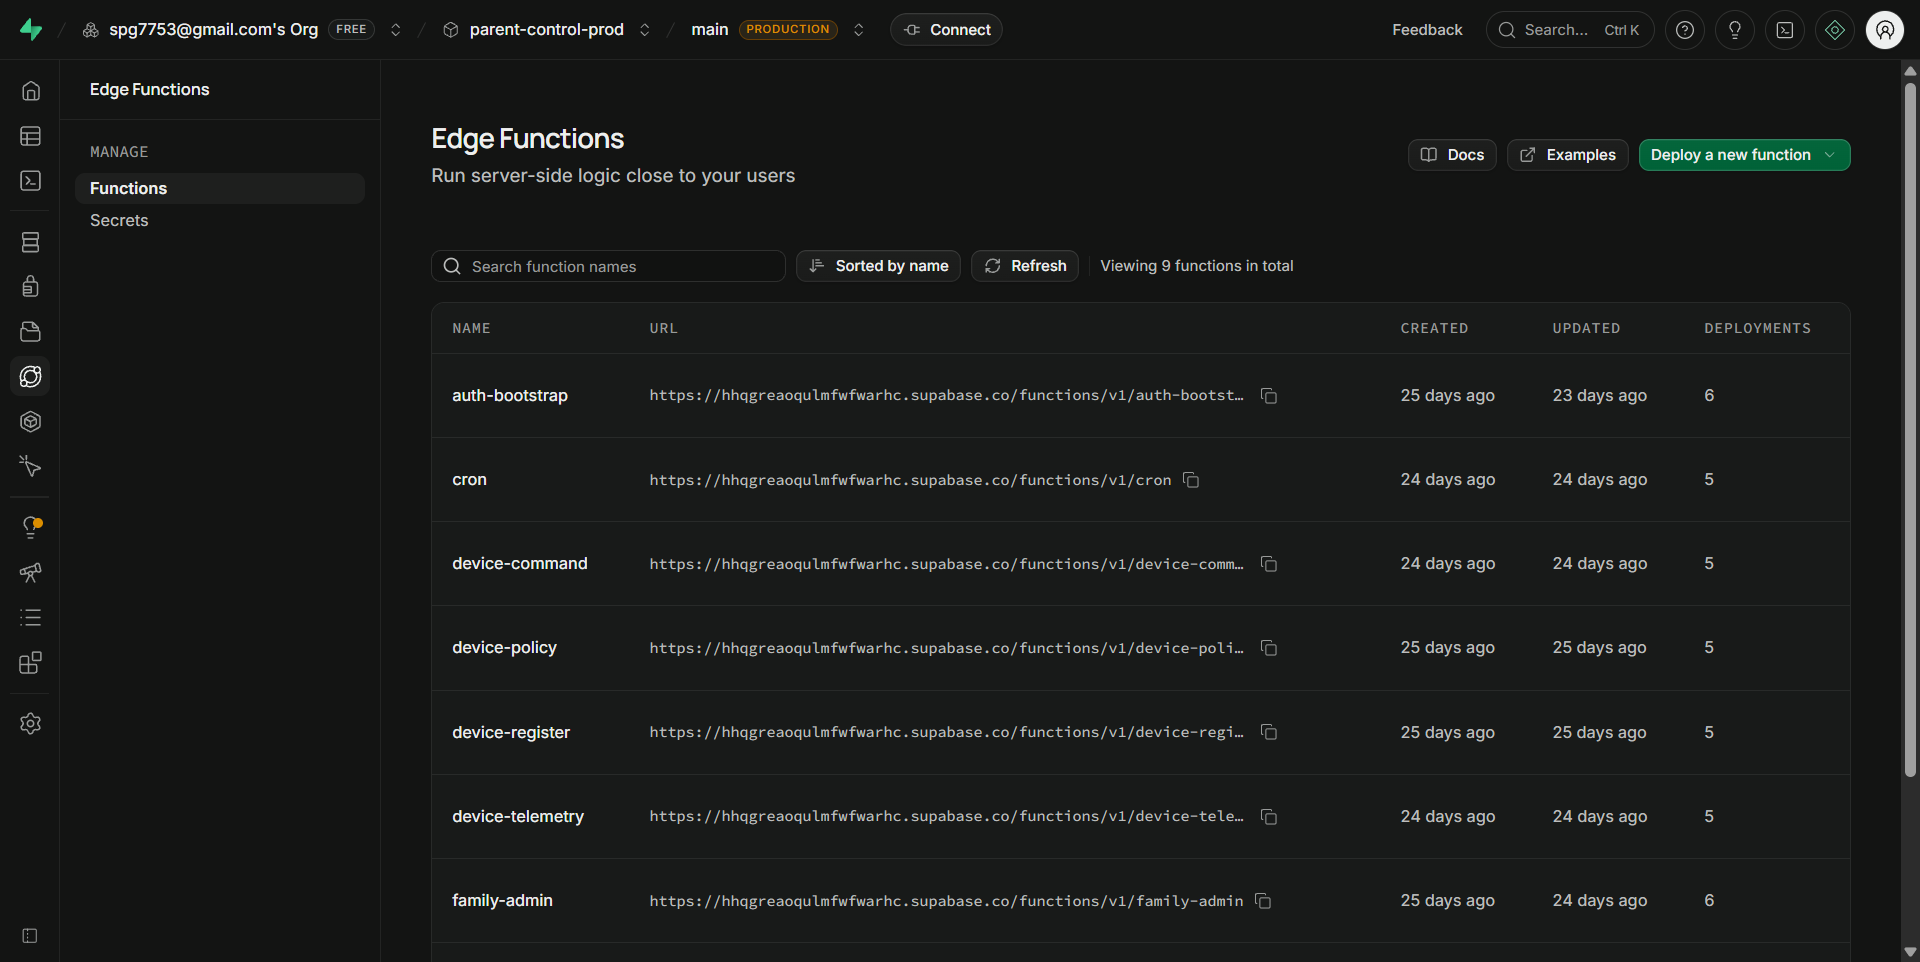 spg7753@gmail.com's Org FREE parent-control-prod main PRODUCTION Connect Feedback Search... Ctrl K
Edge Functions
MANAGE
Functions
Secrets
Edge Functions
Run server-side logic close to your users
Docs Examples Deploy a new function
Search function names Sorted by name Refresh Viewing 9 functions in total
NAME URL CREATED UPDATED DEPLOYMENTS
auth-bootstrap https://hhqgreaoqulmfwfwarhc.supabase.co/functions/v1/auth-bootst… 25 days ago 23 days ago 6
cron https://hhqgreaoqulmfwfwarhc.supabase.co/functions/v1/cron 24 days ago 24 days ago 5
device-command https://hhqgreaoqulmfwfwarhc.supabase.co/functions/v1/device-comm… 24 days ago 24 days ago 5
device-policy https://hhqgreaoqulmfwfwarhc.supabase.co/functions/v1/device-poli… 25 days ago 25 days ago 5
device-register https://hhqgreaoqulmfwfwarhc.supabase.co/functions/v1/device-regi… 25 days ago 25 days ago 5
device-telemetry https://hhqgreaoqulmfwfwarhc.supabase.co/functions/v1/device-tele… 24 days ago 24 days ago 5
family-admin https://hhqgreaoqulmfwfwarhc.supabase.co/functions/v1/family-admin 25 days ago 24 days ago 6